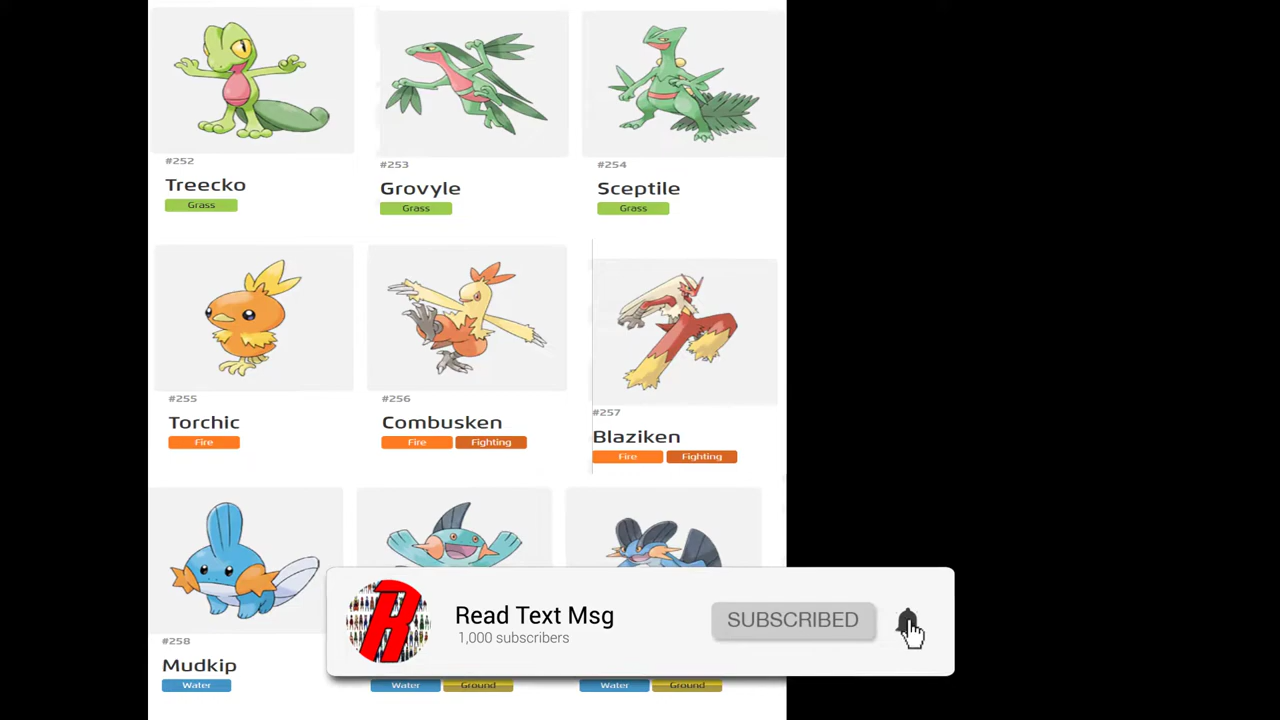 #252
Treecko
Grass
#253
Grovyle
Grass
#254
Sceptile
Grass
#255
Torchic
Fire
#256
Combusken
Fire Fighting
#257
Blaziken
Fire Fighting
#258
Mudkip
Water
Water Ground
Water Ground
Read Text Msg
1,000 subscribers
SUBSCRIBED